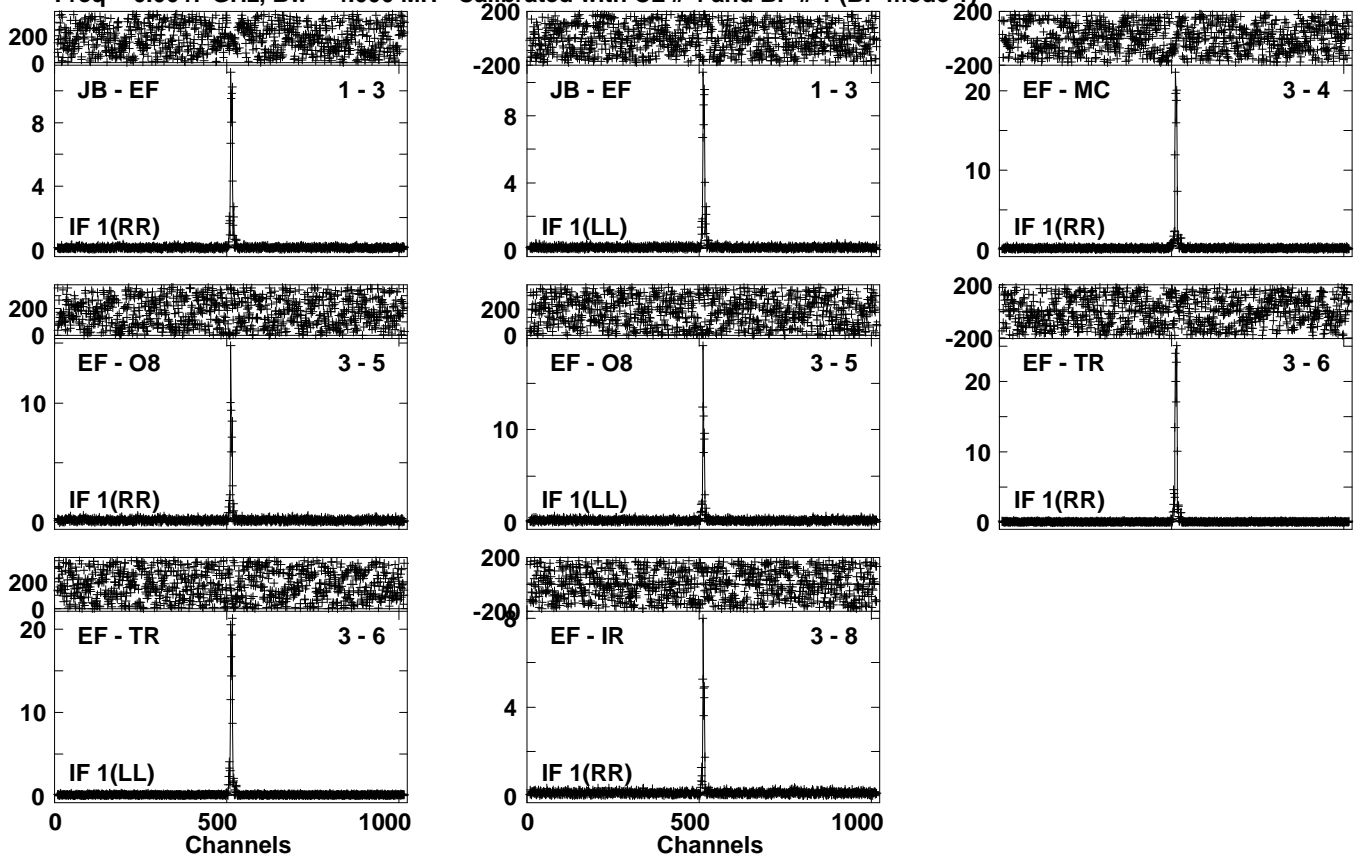 200 200
200
0 -200 -200
JB - EF 1 - 3 JB - EF 1 - 3 EF - MC 3 - 4
8 8 20
4 4 10
IF 1(RR) IF 1(LL) IF 1(RR)
0 0 0
200
200 200
0 0 -200
EF - O8 3 - 5 EF - O8 3 - 5 EF - TR 3 - 6
10 10 20
10
IF 1(RR) IF 1(LL) IF 1(RR)
0 0 0
200
200
0 -200
8
EF - TR 3 - 6 EF - IR 3 - 8
20
10 4
IF 1(LL) IF 1(RR)
0 0
0 500 1000 0 500 1000
Channels Channels